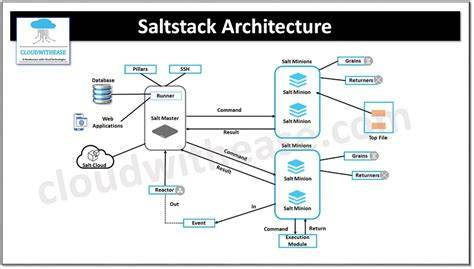 Saltstack Architecture
CLOUDWITHEASE
Pillars
SSH
Salt Minions
Grains
Database
Runner
Salt Minion
Returners
Command
Web
Applications
Salt Master
Result
Salt Minion
Top File
Salt Minions
Command
Grains
Salt Cloud
Result
Salt Minion
Reactor
Returners
Out
In
Salt Minion
Event
Command
Return
Execution
Module
cloudwithease.com